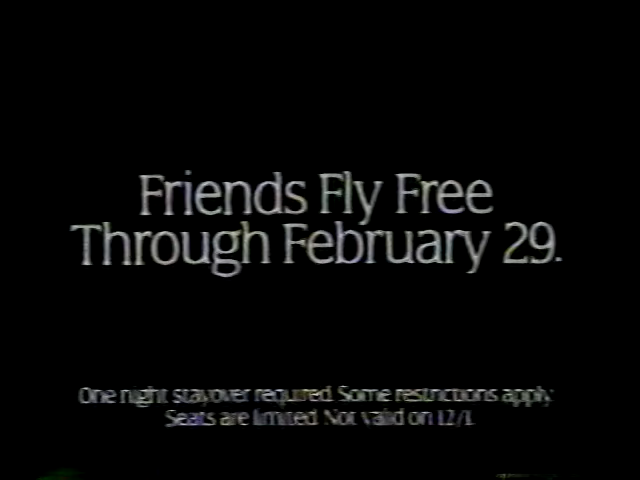 Friends Fly Free
Through February 29.
One night stayover required. Some restrictions apply.
Seats are limited. Not valid on 12/1.